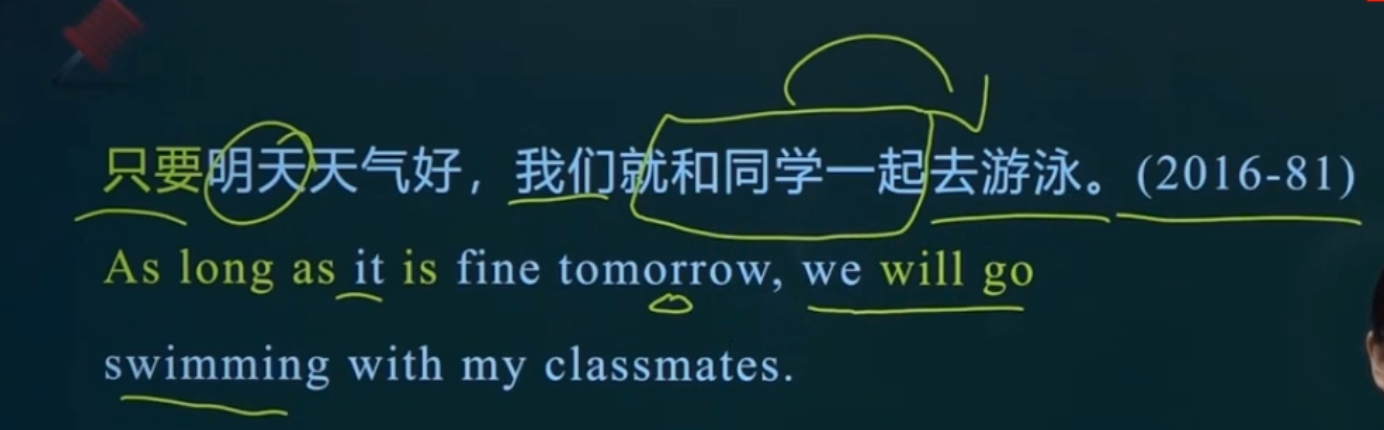 只要明天天气好，我们就和同学一起去游泳。(2016-81)
As long as it is fine tomorrow, we will go
swimming with my classmates.